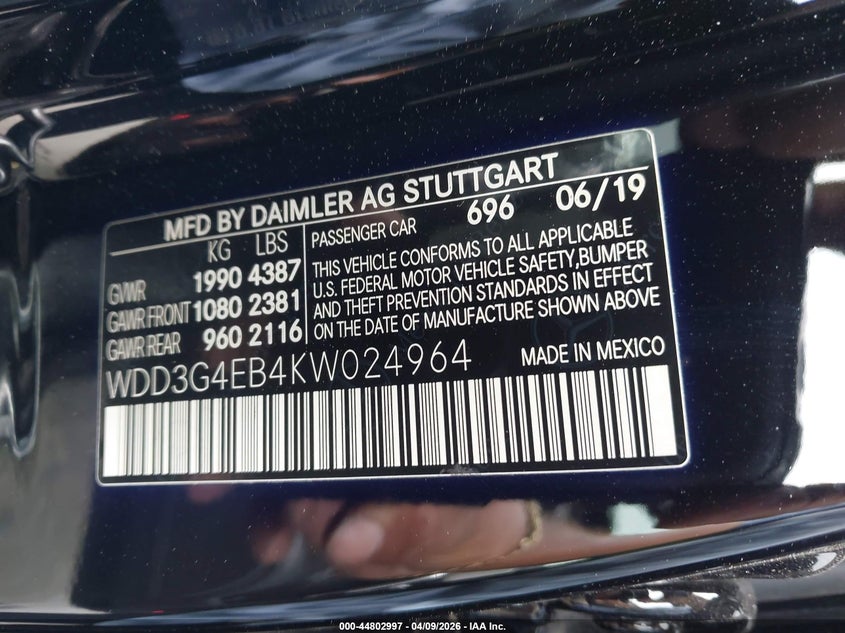 MFD BY DAIMLER AG STUTTGART
KG LBS
GVWR 1990 4387
GAWR FRONT 1080 2381
GAWR REAR 960 2116
PASSENGER CAR 696 06/19
THIS VEHICLE CONFORMS TO ALL APPLICABLE
U.S. FEDERAL MOTOR VEHICLE SAFETY,BUMPER
AND THEFT PREVENTION STANDARDS IN EFFECT
ON THE DATE OF MANUFACTURE SHOWN ABOVE
WDD3G4EB4KW024964
MADE IN MEXICO
000-44802997 - 04/09/2026 - IAA Inc.